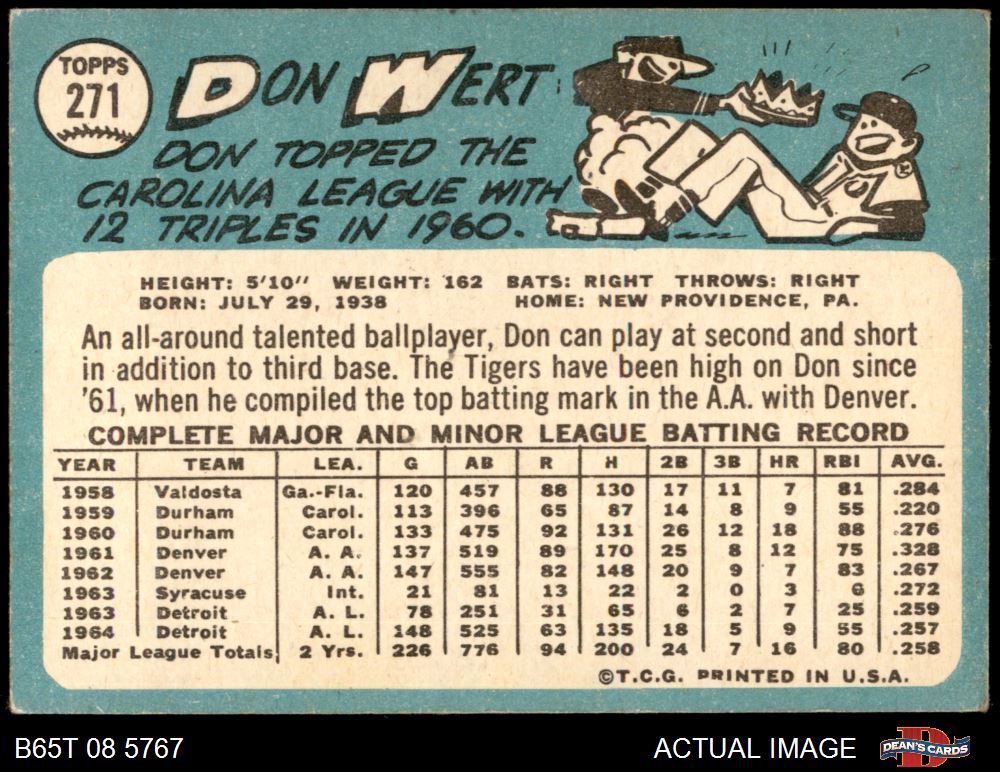 TOPPS
271
DON WERT
DON TOPPED THE
CAROLINA LEAGUE WITH
12 TRIPLES IN 1960.
HEIGHT: 5'10" WEIGHT: 162 BATS: RIGHT THROWS: RIGHT
BORN: JULY 29, 1938 HOME: NEW PROVIDENCE, PA.
An all-around talented ballplayer, Don can play at second and short
in addition to third base. The Tigers have been high on Don since
'61, when he compiled the top batting mark in the A.A. with Denver.
COMPLETE MAJOR AND MINOR LEAGUE BATTING RECORD
YEAR TEAM LEA. G AB R H 2B 3B HR RBI AVG.
1958 Valdosta Ga.-Fla. 120 457 88 130 17 11 7 81 .284
1959 Durham Carol. 113 396 65 87 14 8 9 55 .220
1960 Durham Carol. 133 475 92 131 26 12 18 88 .276
1961 Denver A. A. 137 519 89 170 25 8 12 75 .328
1962 Denver A. A. 147 555 82 148 20 9 7 83 .267
1963 Syracuse Int. 21 81 13 22 2 0 3 6 .272
1963 Detroit A. L. 78 251 31 65 6 2 7 25 .259
1964 Detroit A. L. 148 525 63 135 18 5 9 55 .257
Major League Totals 2 Yrs. 226 776 94 200 24 7 16 80 .258
©T.C.G. PRINTED IN U.S.A.
B65T 08 5767 ACTUAL IMAGE DEAN'S CARDS